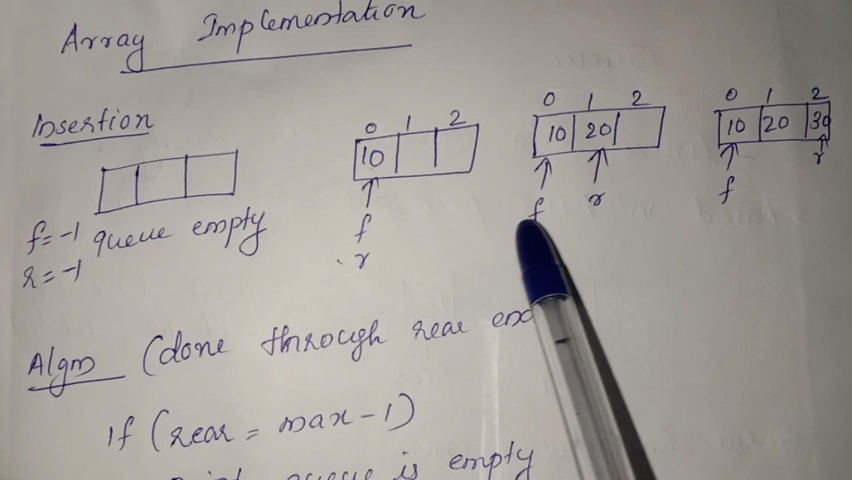 Array Implementation
Insertion
0 1 2
10
f
r
0 1 2
10 20
f r
0 1 2
10 20 30
f r
f=-1 queue empty
r=-1
Algm (done through rear end
If (rear = max-1)
queue is empty